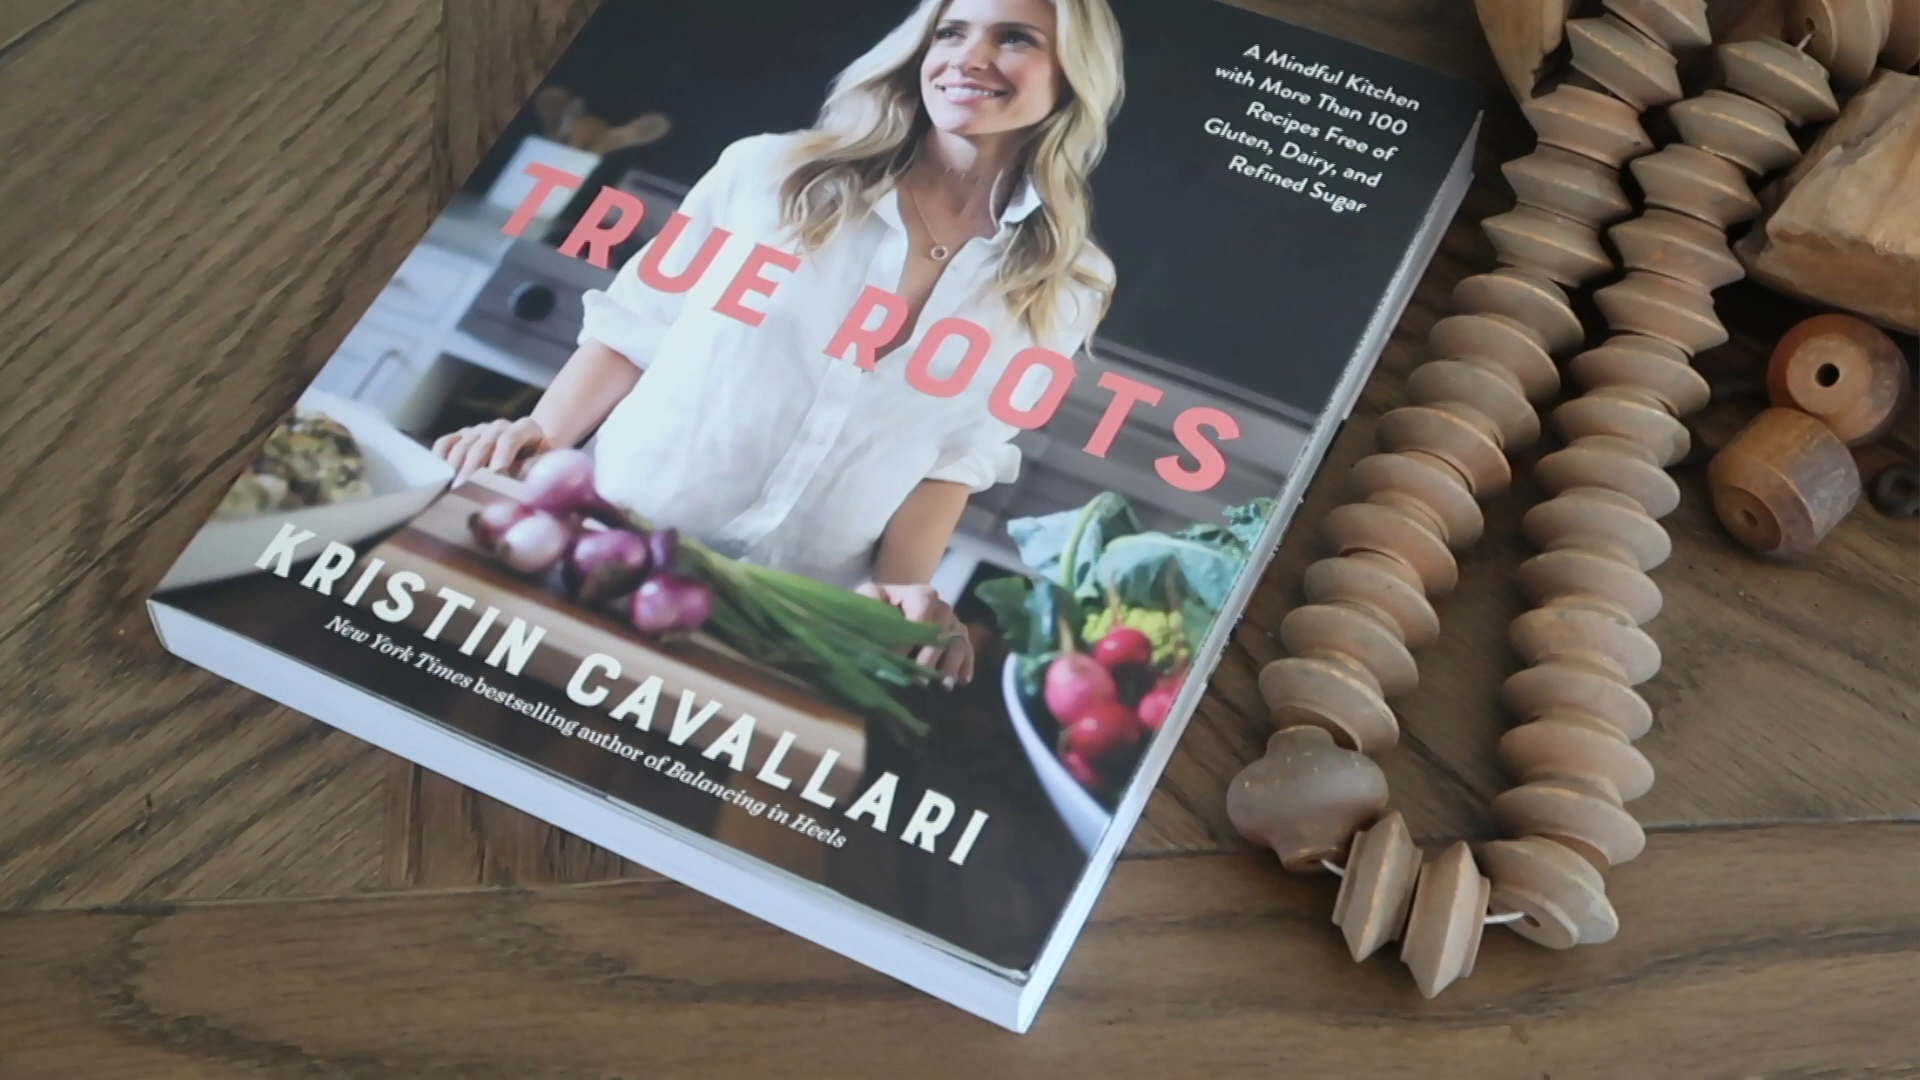 A Mindful Kitchen
with More Than 100
Recipes Free of
Gluten, Dairy, and
Refined Sugar
TRUE ROOTS
KRISTIN CAVALLARI
New York Times bestselling author of Balancing in Heels